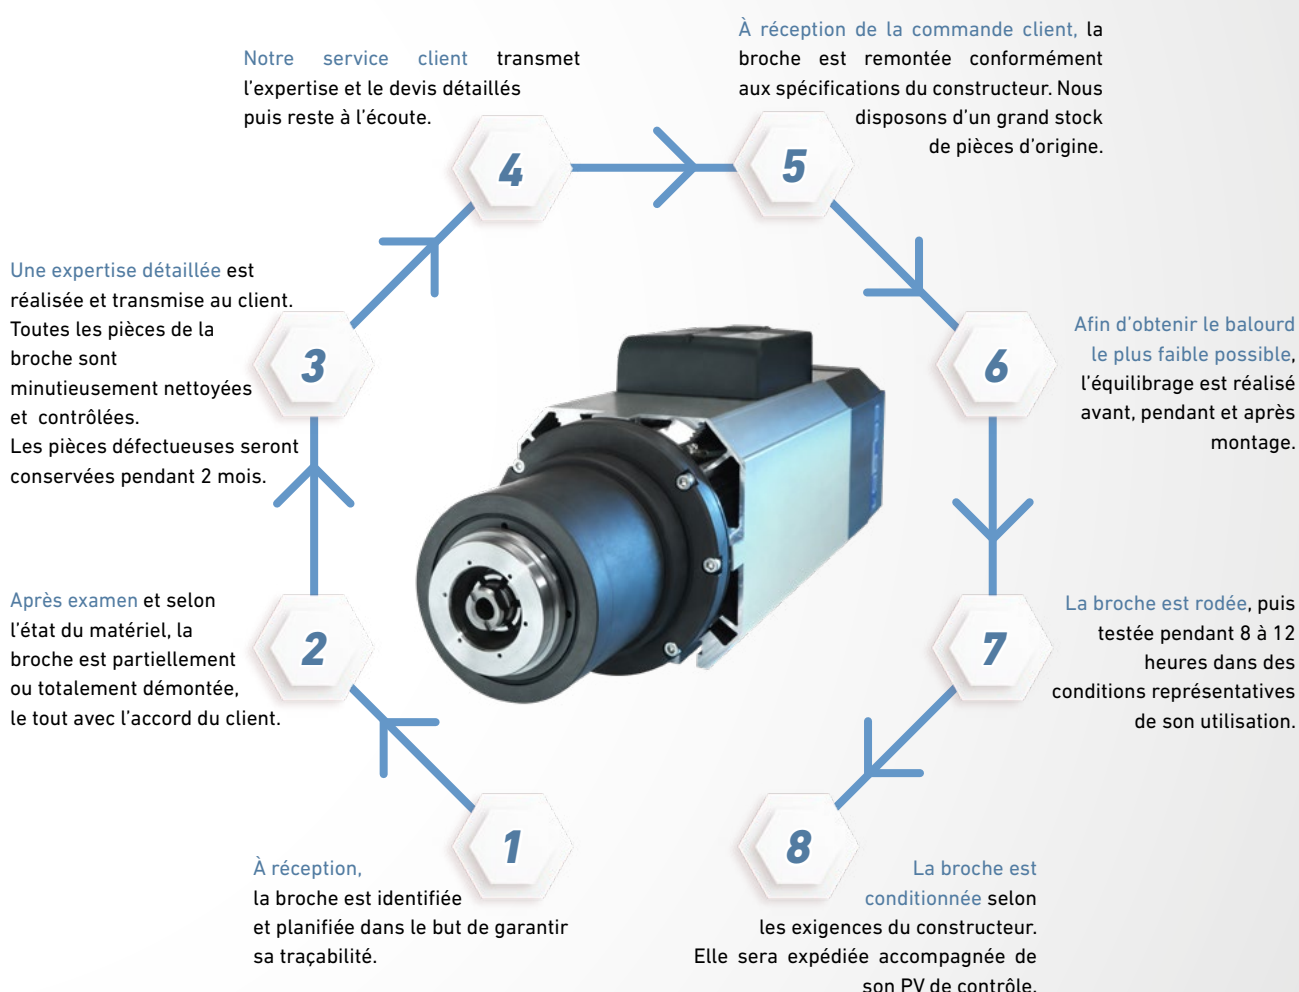 À réception,
la broche est identifiée
et planifiée dans le but de garantir
sa traçabilité.
1
Après examen et selon
l'état du matériel, la
broche est partiellement
ou totalement démontée,
le tout avec l'accord du client.
2
Une expertise détaillée est
réalisée et transmise au client.
Toutes les pièces de la
broche sont
minutieusement nettoyées
et contrôlées.
Les pièces défectueuses seront
conservées pendant 2 mois.
3
Notre service client transmet
l'expertise et le devis détaillés
puis reste à l'écoute.
4
À réception de la commande client, la
broche est remontée conformément
aux spécifications du constructeur. Nous
disposons d'un grand stock
de pièces d'origine.
5
Afin d'obtenir le balourd
le plus faible possible,
l'équilibrage est réalisé
avant, pendant et après
montage.
6
La broche est rodée, puis
testée pendant 8 à 12
heures dans des
conditions représentatives
de son utilisation.
7
La broche est
conditionnée selon
les exigences du constructeur.
Elle sera expédiée accompagnée de
son PV de contrôle.
8